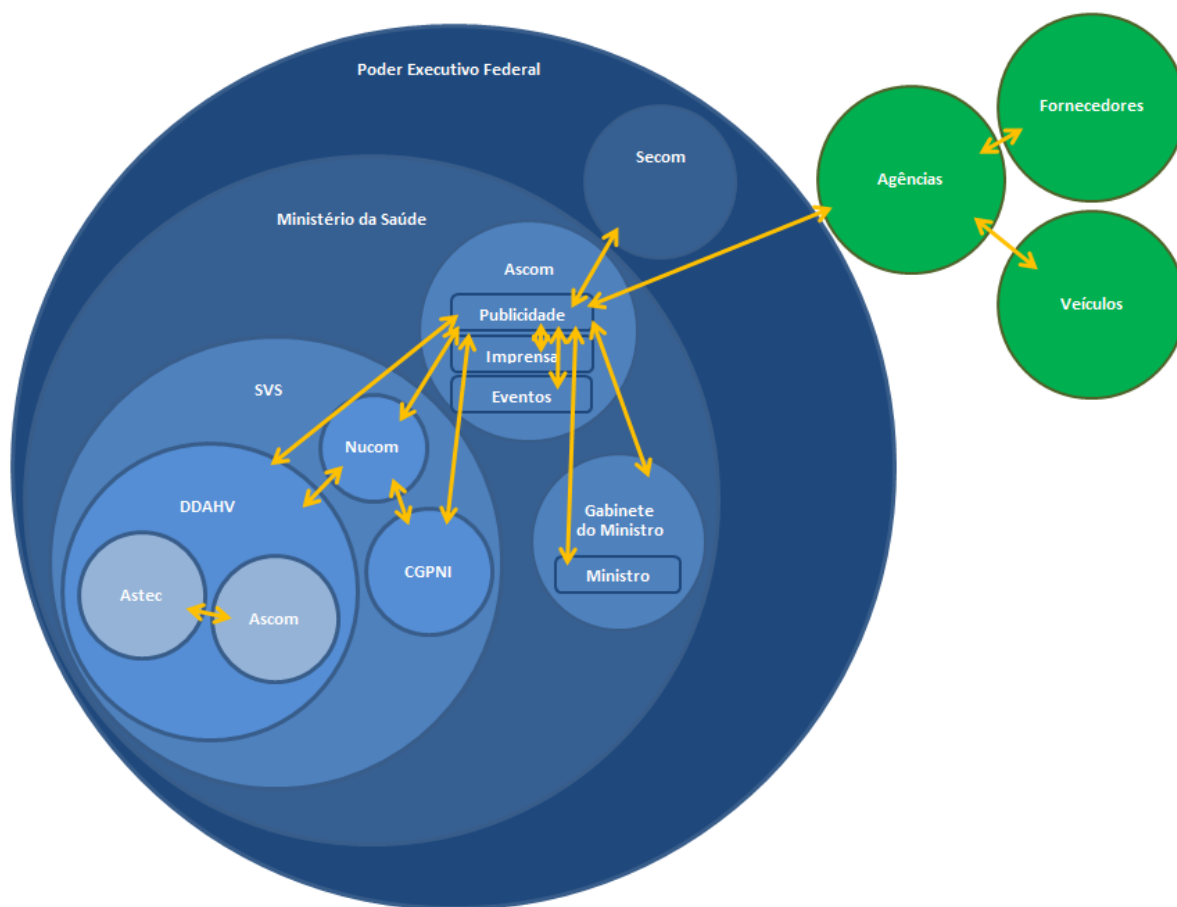 Poder Executivo Federal
Fornecedores
Secom
Agências
Ministério da Saúde
Ascom
Publicidade
Veículos
Imprensa
SVS
Eventos
Nucom
DDAHV
Gabinete
do Ministro
CGPNI
Ministro
Astec
Ascom